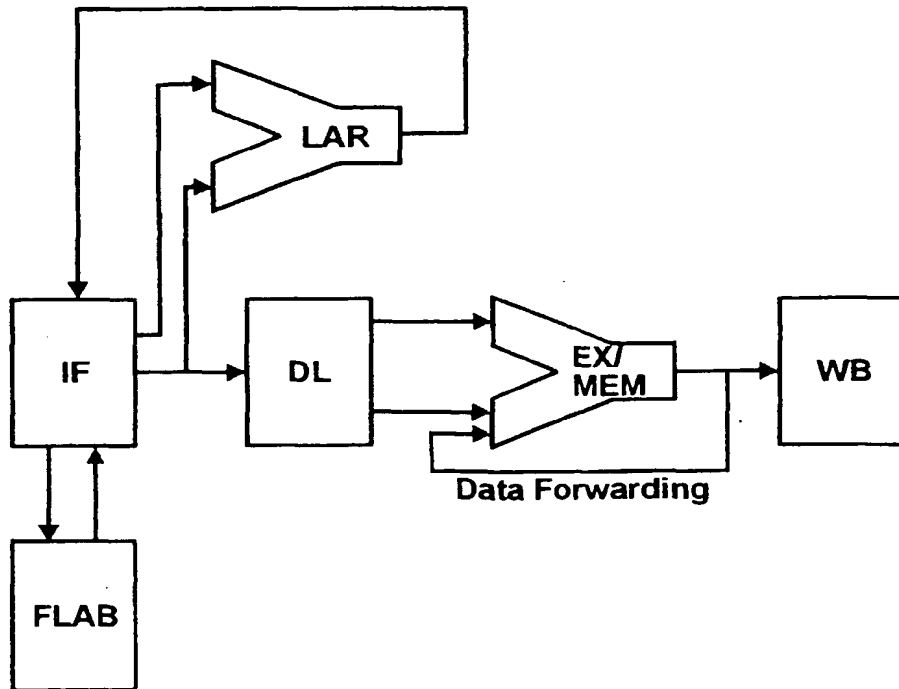 LAR
IF
DL
EX/
MEM
WB
Data Forwarding
FLAB